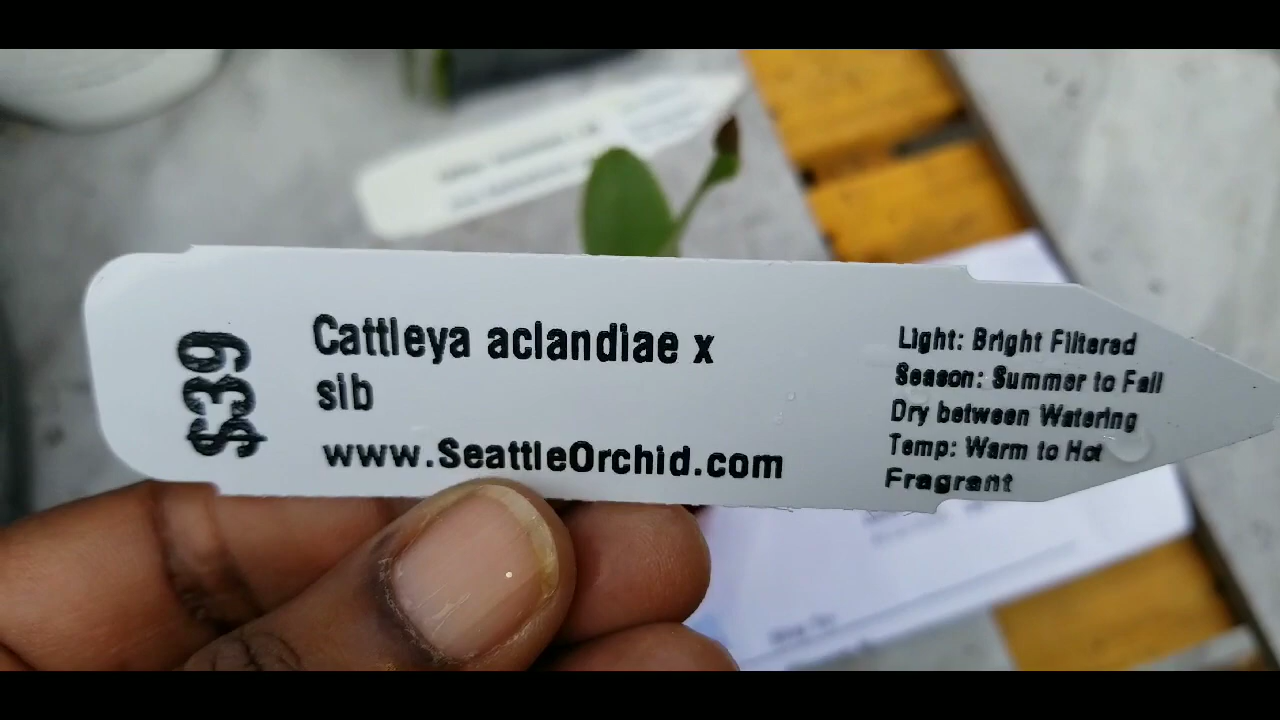 $39
Cattleya aclandiae x
sib
www.SeattleOrchid.com
Light: Bright Filtered
Season: Summer to Fall
Dry between Watering
Temp: Warm to Hot
Fragrant